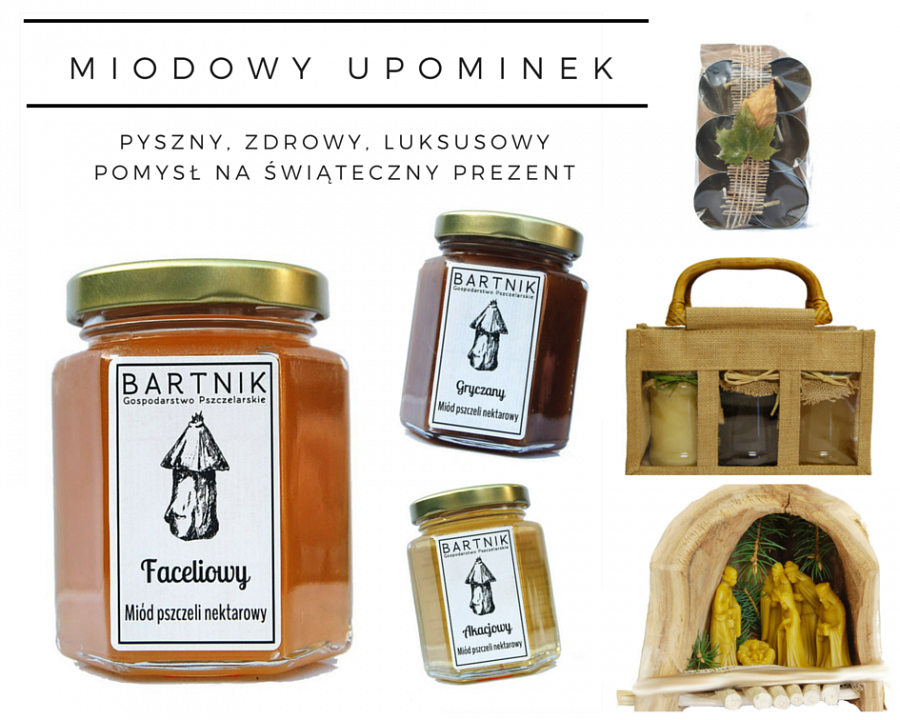 MIODOWY UPOMINEK
PYSZNY, ZDROWY, LUKSUSOWY
POMYSŁ NA ŚWIĄTECZNY PREZENT
BARTNIK
Gospodarstwo Pszczelarskie
Faceliowy
Miód pszczeli nektarowy
BARTNIK
Gospodarstwo Pszczelarskie
Gryczany
Miód pszczeli nektarowy
BARTNIK
Gospodarstwo Pszczelarskie
Akacjowy
Miód pszczeli nektarowy